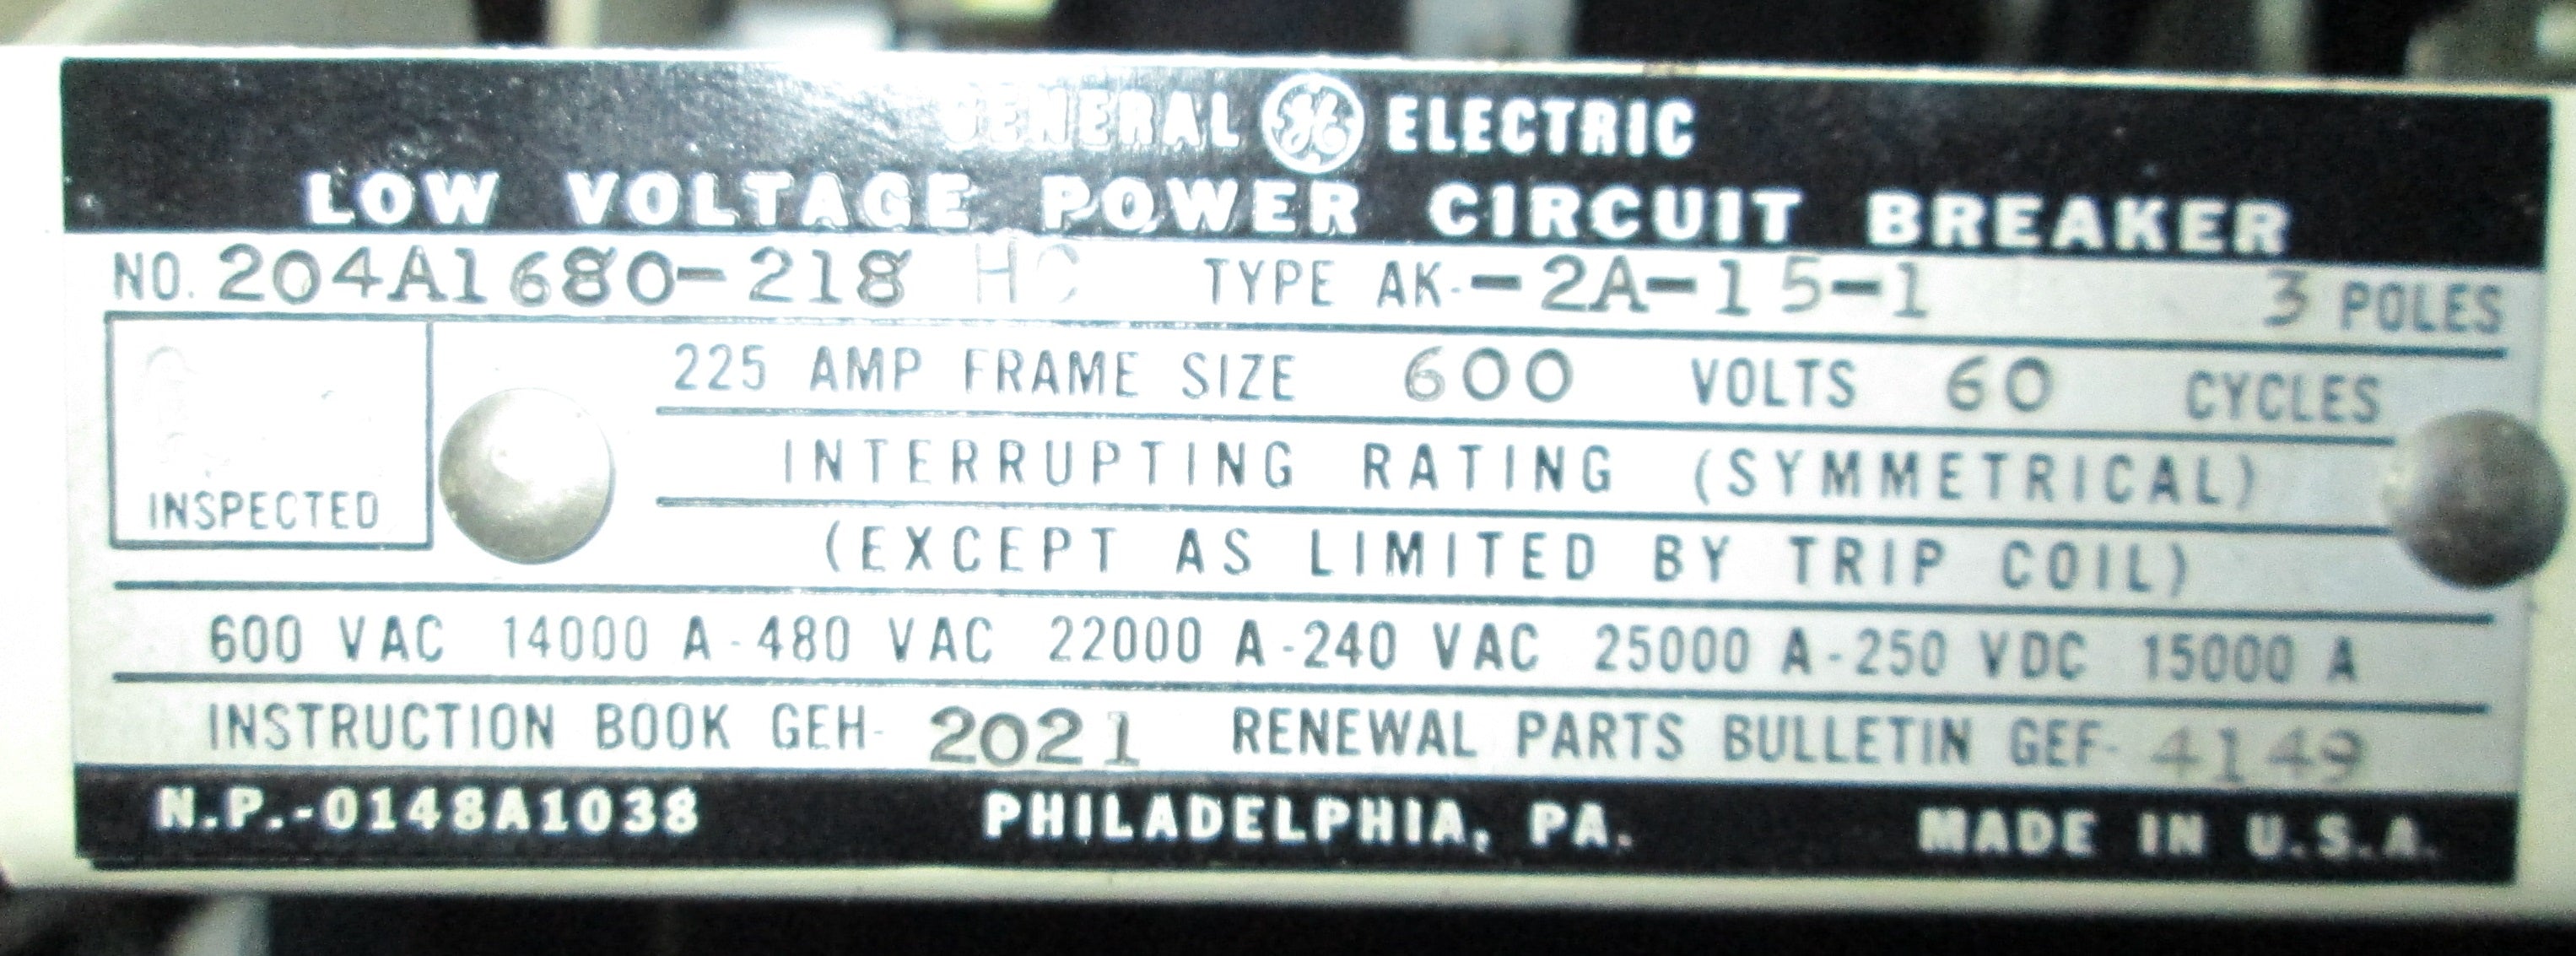 GENERAL GE ELECTRIC
LOW VOLTAGE POWER CIRCUIT BREAKER
NO. 204A1680-218 HC TYPE AK--2A-15-1 3 POLES
225 AMP FRAME SIZE 600 VOLTS 60 CYCLES
INTERRUPTING RATING (SYMMETRICAL)
INSPECTED
(EXCEPT AS LIMITED BY TRIP COIL)
600 VAC 14000 A-480 VAC 22000 A-240 VAC 25000 A-250 VDC 15000 A
INSTRUCTION BOOK GEH-2021 RENEWAL PARTS BULLETIN GEF-4149
N.P.-0148A1038 PHILADELPHIA, PA. MADE IN U.S.A.